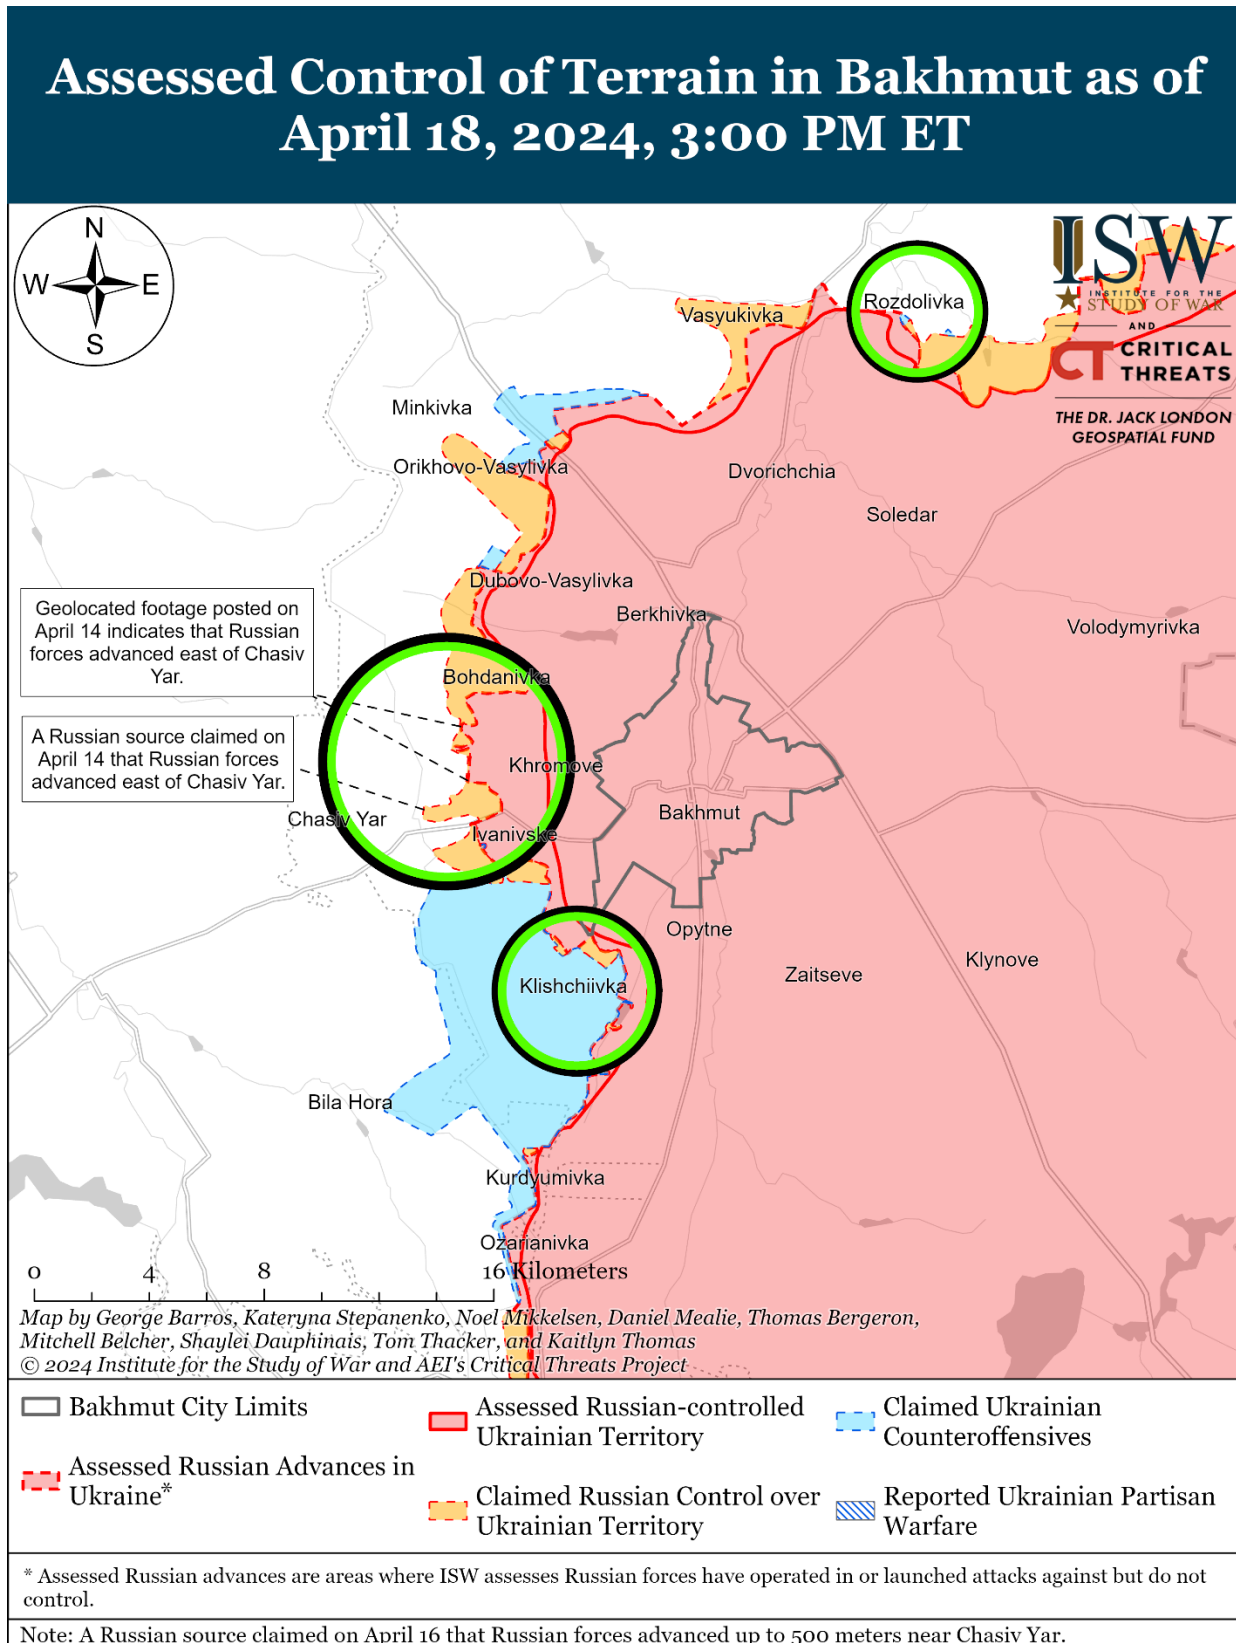 Assessed Control of Terrain in Bakhmut as of
April 18, 2024, 3:00 PM ET
N
W
E
S
ISW
INSTITUTE FOR THE
STUDY OF WAR
AND
CT CRITICAL
THREATS
THE DR. JACK LONDON
GEOSPATIAL FUND
Rozdolivka
Vasyukivka
Minkivka
Orikhovo-Vasylivka
Dvorichchia
Soledar
Dubovo-Vasylivka
Berkhivka
Volodymyrivka
Geolocated footage posted on
April 14 indicates that Russian
forces advanced east of Chasiv
Yar.
Bohdanivka
A Russian source claimed on
April 14 that Russian forces
advanced east of Chasiv Yar.
Khromove
Bakhmut
Chasiv Yar
Ivanivske
Opytne
Klynove
Zaitseve
Klishchiivka
Bila Hora
Kurdyumivka
Ozarianivka
0 4 8 16 Kilometers
Map by George Barros, Kateryna Stepanenko, Noel Mikkelsen, Daniel Mealie, Thomas Bergeron,
Mitchell Belcher, Shaylei Dauphinais, Tom Thacker, and Kaitlyn Thomas
© 2024 Institute for the Study of War and AEI's Critical Threats Project
Bakhmut City Limits
Assessed Russian Advances in
Ukraine*
Assessed Russian-controlled
Ukrainian Territory
Claimed Russian Control over
Ukrainian Territory
Claimed Ukrainian
Counteroffensives
Reported Ukrainian Partisan
Warfare
* Assessed Russian advances are areas where ISW assesses Russian forces have operated in or launched attacks against but do not
control.
Note: A Russian source claimed on April 16 that Russian forces advanced up to 500 meters near Chasiv Yar.